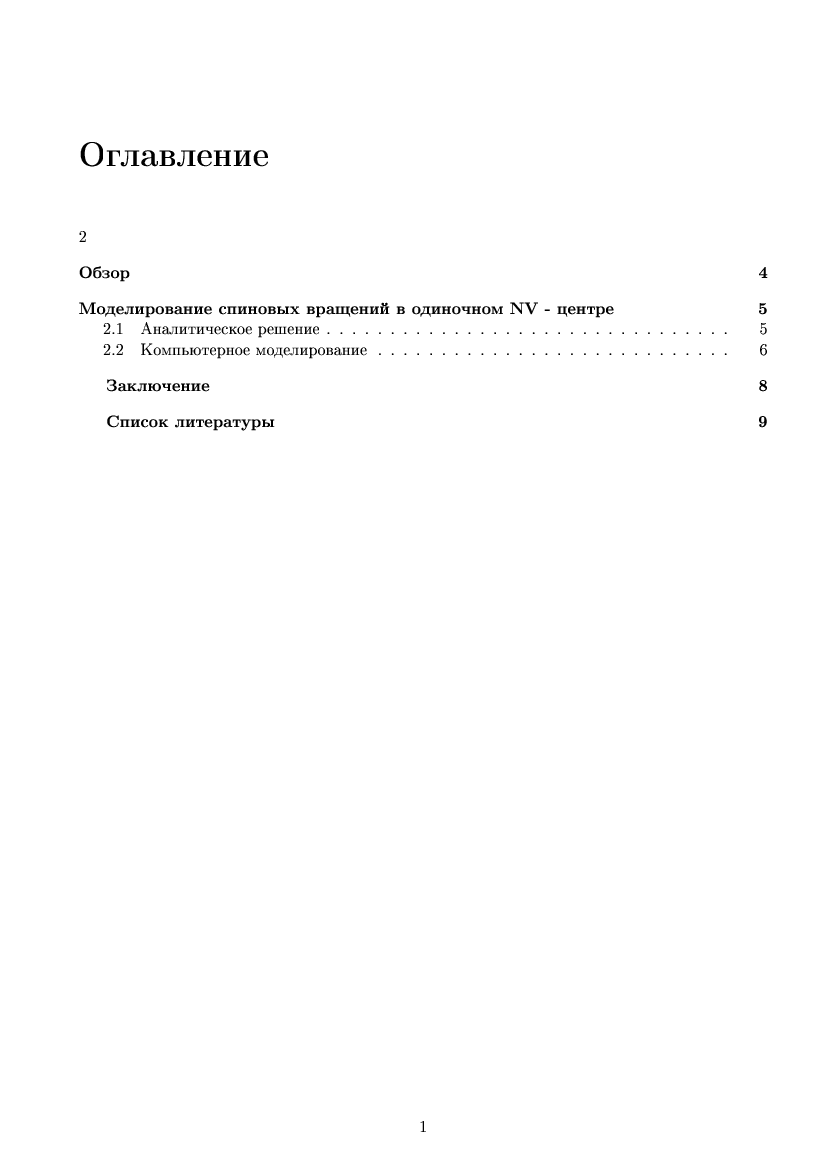 Оглавление
2
Обзор 4
Моделирование спиновых вращений в одиночном NV - центре 5
2.1 Аналитическое решение . . . . . . . . . . . . . . . . . . . . . . . . . . . . . . . . 5
2.2 Компьютерное моделирование . . . . . . . . . . . . . . . . . . . . . . . . . . . . 6
Заключение 8
Список литературы 9
1